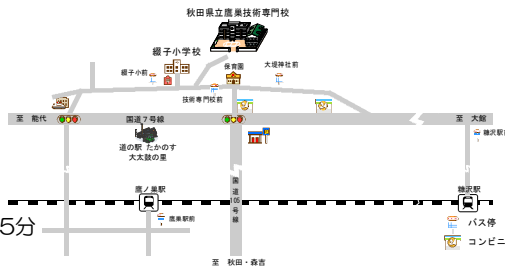 秋田県立鷹巣技術専門校
綴子小学校
保育園
大堤神社前
綴子小前
技術専門校前
至 能代
国道７号線
至 大館
糠沢駅前
道の駅 たかのす
大太鼓の里
国道105号線
鷹ノ巣駅
糠沢駅
鷹巣駅前
5分
バス停
コンビニ
至 秋田・森吉